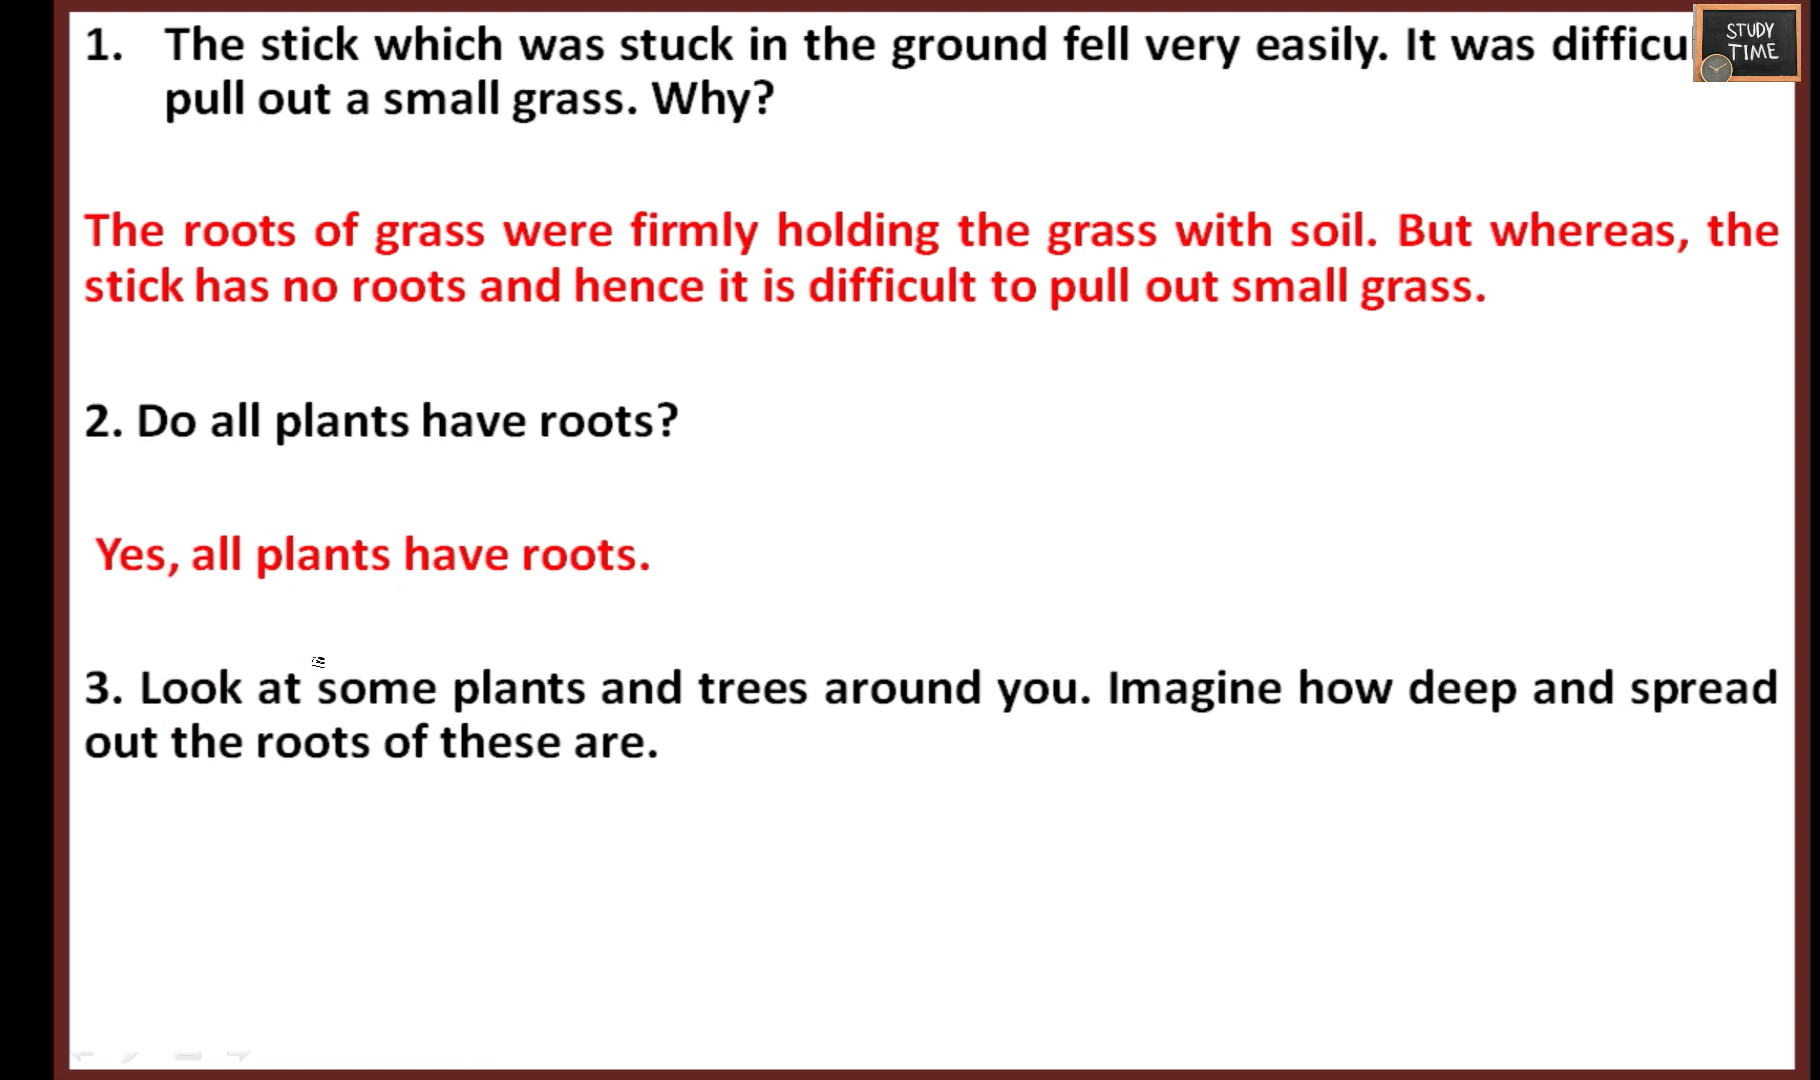 1. The stick which was stuck in the ground fell very easily. It was
pull out a small grass. Why?
The roots of grass were firmly holding the grass with soil. But whereas, the
stick has no roots and hence it is difficult to pull out small grass.
2. Do all plants have roots?
Yes, all plants have roots.
3. Look at some plants and trees around you. Imagine how deep and spread
out the roots of these are.
STUDY
TIME